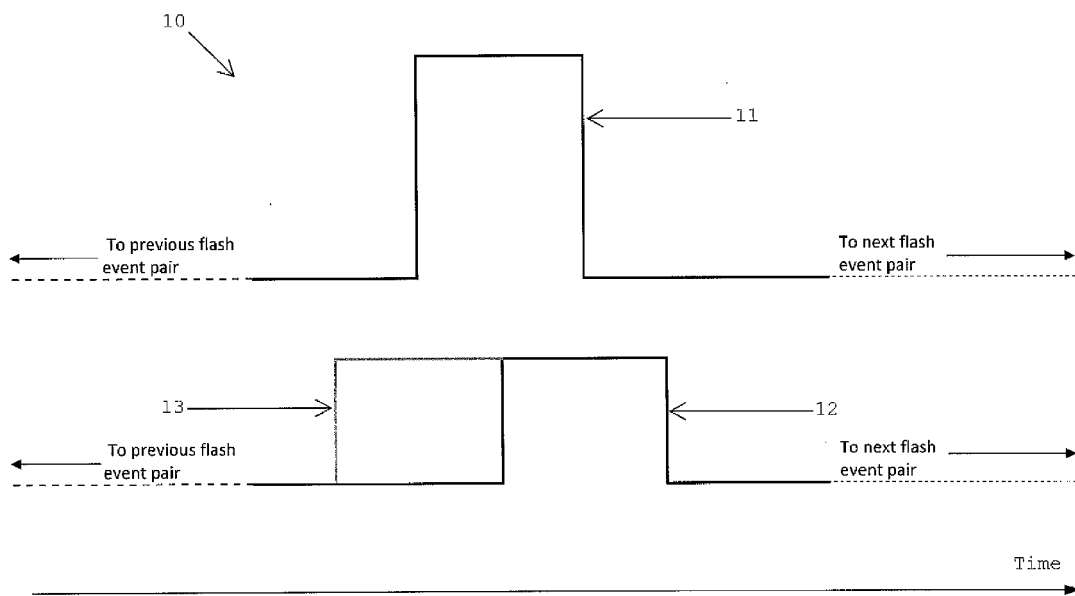 10
11
To previous flash
event pair
To next flash
event pair
13
12
To previous flash
event pair
To next flash
event pair
Time